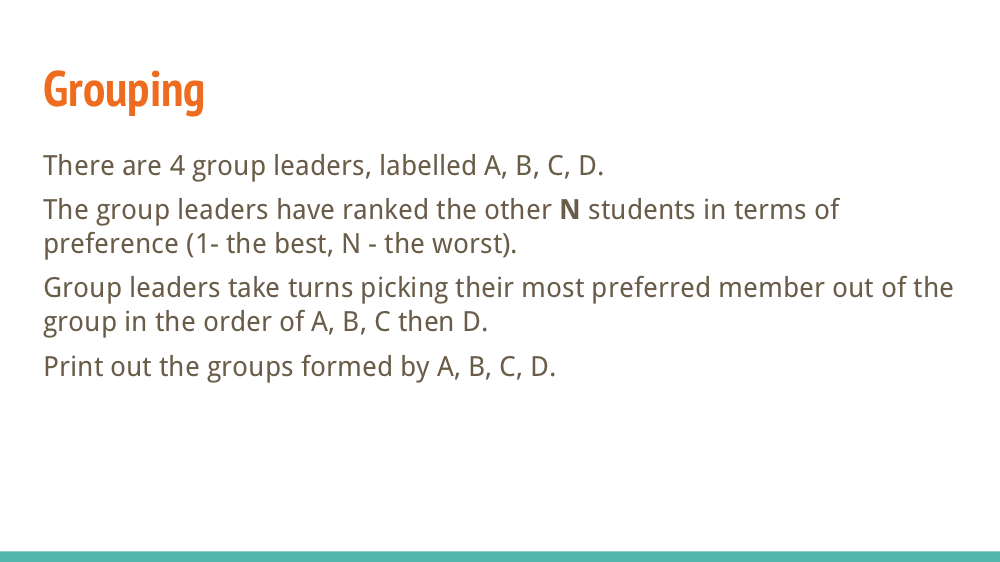 Grouping
There are 4 group leaders, labelled A, B, C, D.
The group leaders have ranked the other N students in terms of
preference (1- the best, N - the worst).
Group leaders take turns picking their most preferred member out of the
group in the order of A, B, C then D.
Print out the groups formed by A, B, C, D.